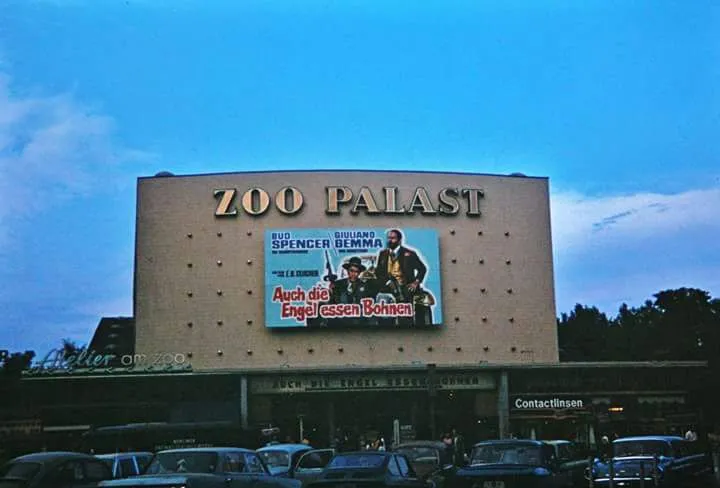 ZOO PALAST
BUD SPENCER
GIULIANO GEMMA
E.B. CLUCHER
Auch die
Engel essen Bohnen
Atelier am zoo
AUCH DIE ENGEL ESSEN BOHNEN
Contactlinsen